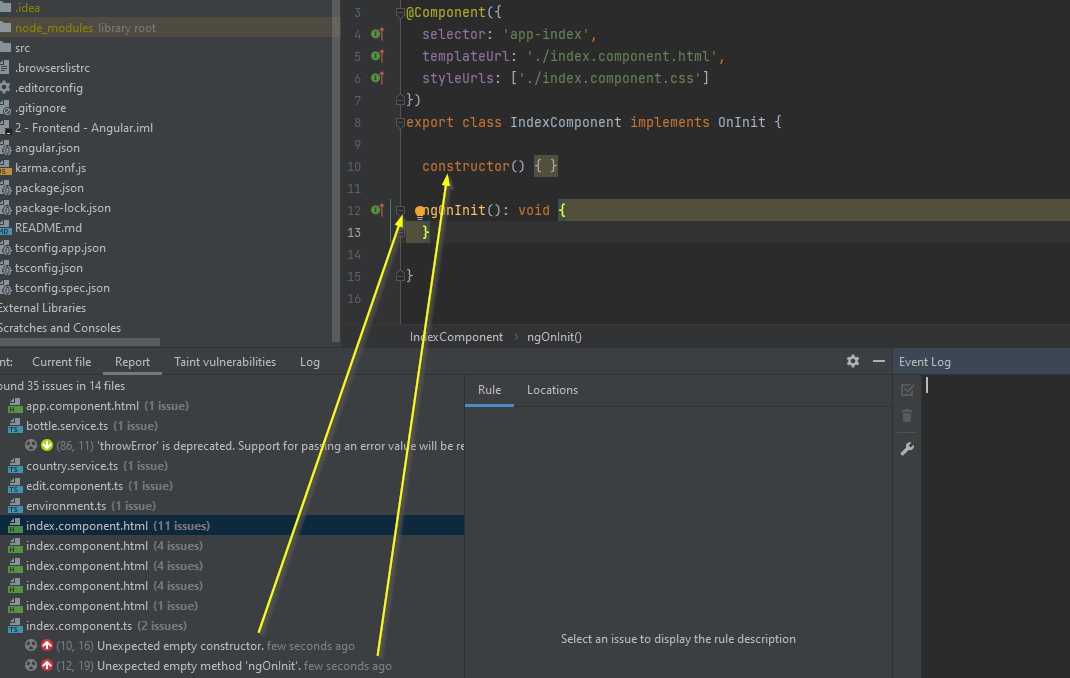 .idea
node_modules library root
src
.browserslistrc
.editorconfig
.gitignore
2 - Frontend - Angular.iml
angular.json
karma.conf.js
package.json
package-lock.json
README.md
tsconfig.app.json
tsconfig.json
tsconfig.spec.json
External Libraries
Scratches and Consoles
3 @Component({
4 selector: 'app-index',
5 templateUrl: './index.component.html',
6 styleUrls: ['./index.component.css']
7 })
8 export class IndexComponent implements OnInit {
9
10 constructor() { }
11
12 ngOnInit(): void {
13 }
14
15 }
16
IndexComponent › ngOnInit()
nt: Current file Report Taint vulnerabilities Log
ound 35 issues in 14 files
app.component.html (1 issue)
bottle.service.ts (1 issue)
(86, 11) 'throwError' is deprecated. Support for passing an error value will be re
country.service.ts (1 issue)
edit.component.ts (1 issue)
environment.ts (1 issue)
index.component.html (11 issues)
index.component.html (4 issues)
index.component.html (4 issues)
index.component.html (4 issues)
index.component.html (1 issue)
index.component.ts (2 issues)
(10, 16) Unexpected empty constructor. few seconds ago
(12, 19) Unexpected empty method 'ngOnInit'. few seconds ago
Rule Locations
Select an issue to display the rule description
Event Log